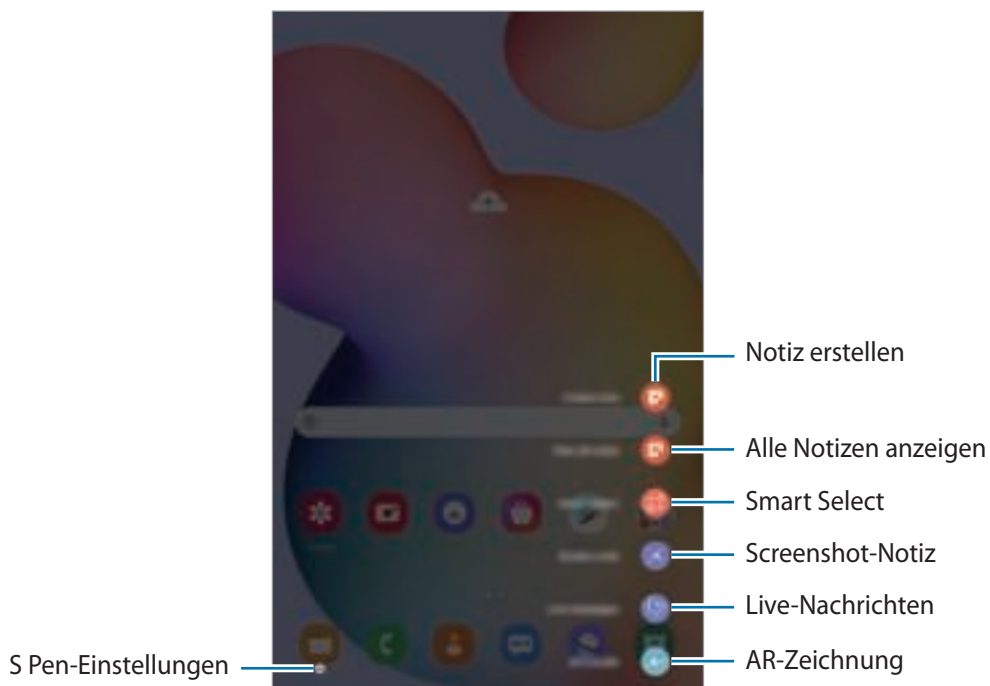 Notiz erstellen
Alle Notizen anzeigen
Smart Select
Screenshot-Notiz
Live-Nachrichten
S Pen-Einstellungen
AR-Zeichnung